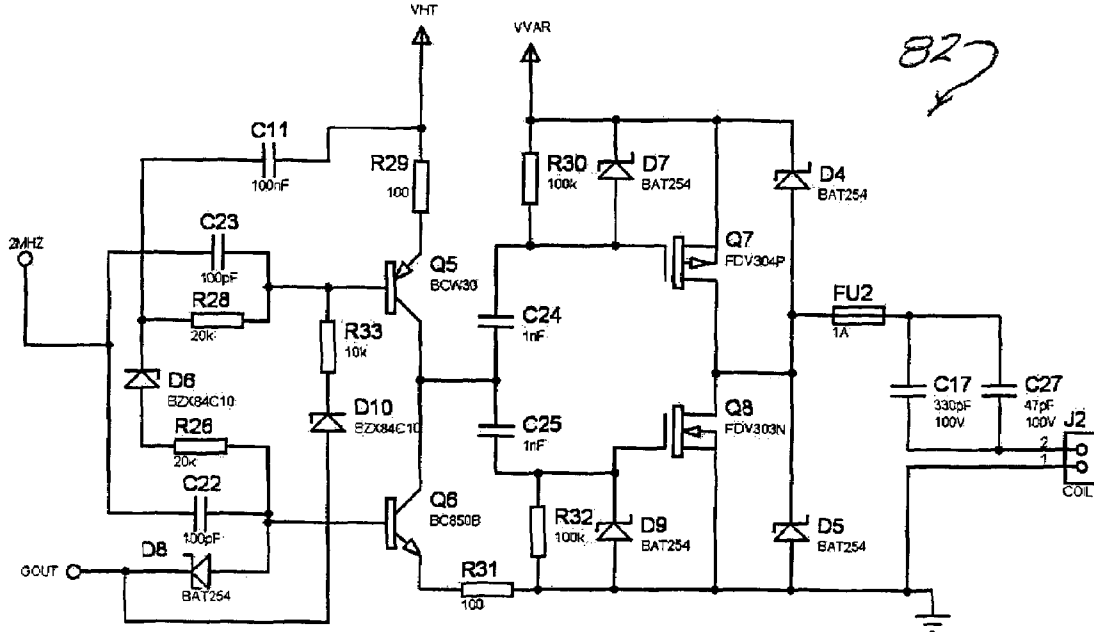 VHT
VVAR
82
C11
100nF
R29
100
R30
100k
D7
BAT254
D4
BAT254
C23
100pF
2MHZ
Q5
BCW30
Q7
FDV304P
R28
20k
R33
10k
C24
1nF
FU2
1A
D6
BZX84C10
D10
BZX84C10
C25
1nF
Q8
FDV303N
C17
330pF
100V
C27
47pF
100V
J2
2
1
COIL
R26
20k
C22
100pF
Q6
BC850B
R32
100k
D9
BAT254
D5
BAT254
D8
BAT254
GOUT
R31
100